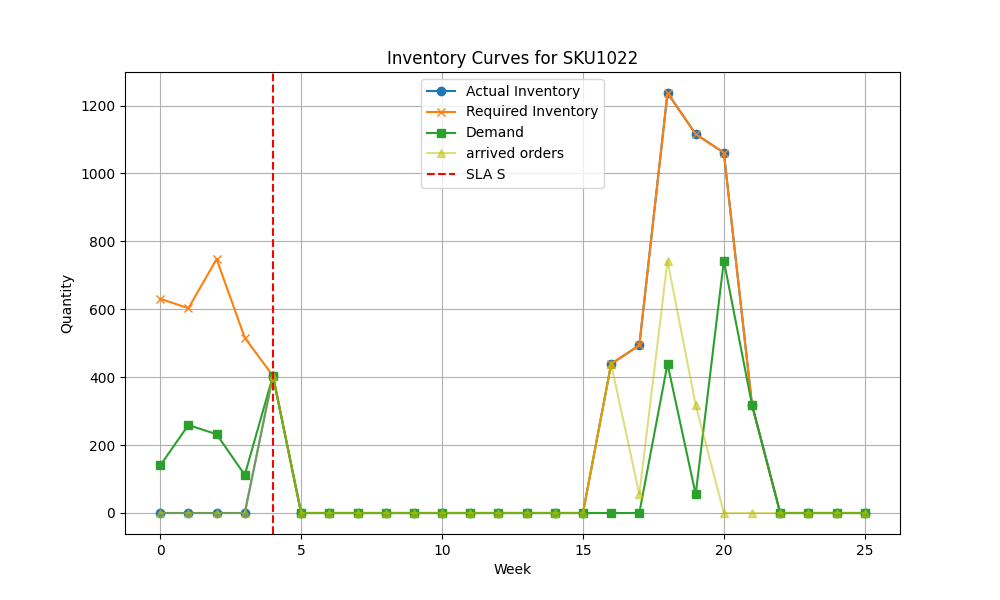 Inventory Curves for SKU1022
Actual Inventory
Required Inventory
Demand
arrived orders
SLA S
1200
1000
800
600
400
200
0
Quantity
0 5 10 15 20 25
Week